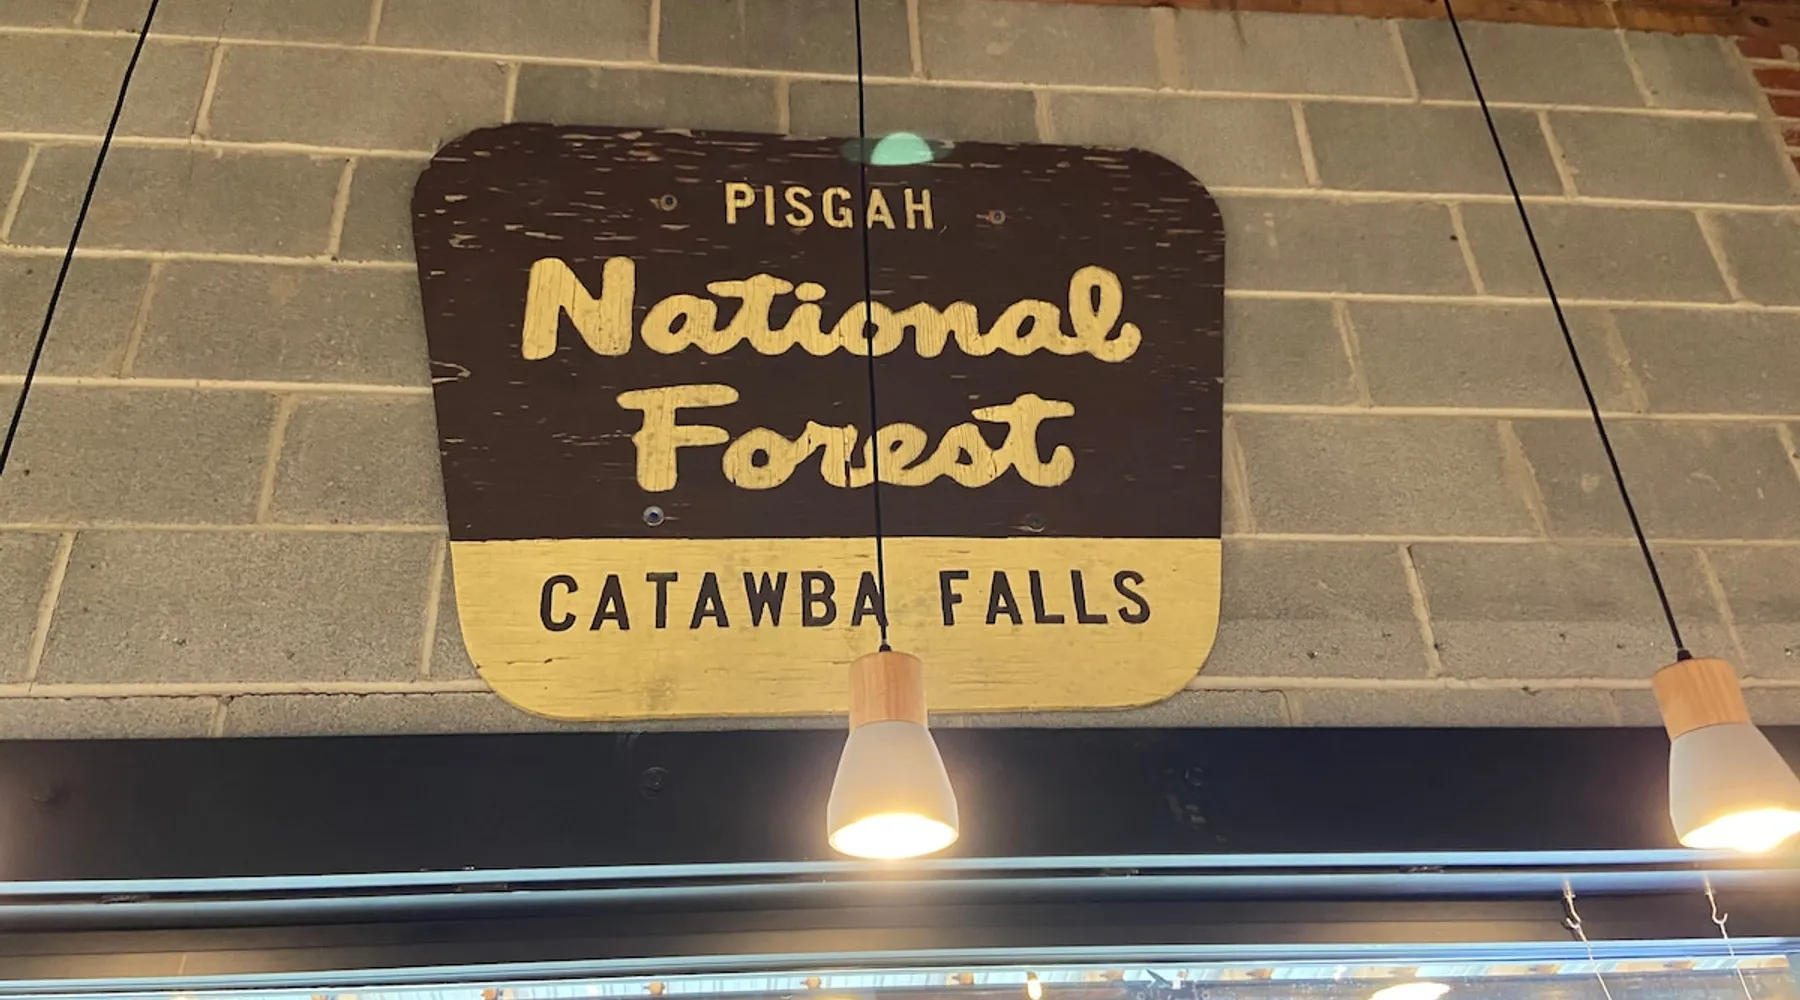 PISGAH
National
Forest
CATAWBA FALLS